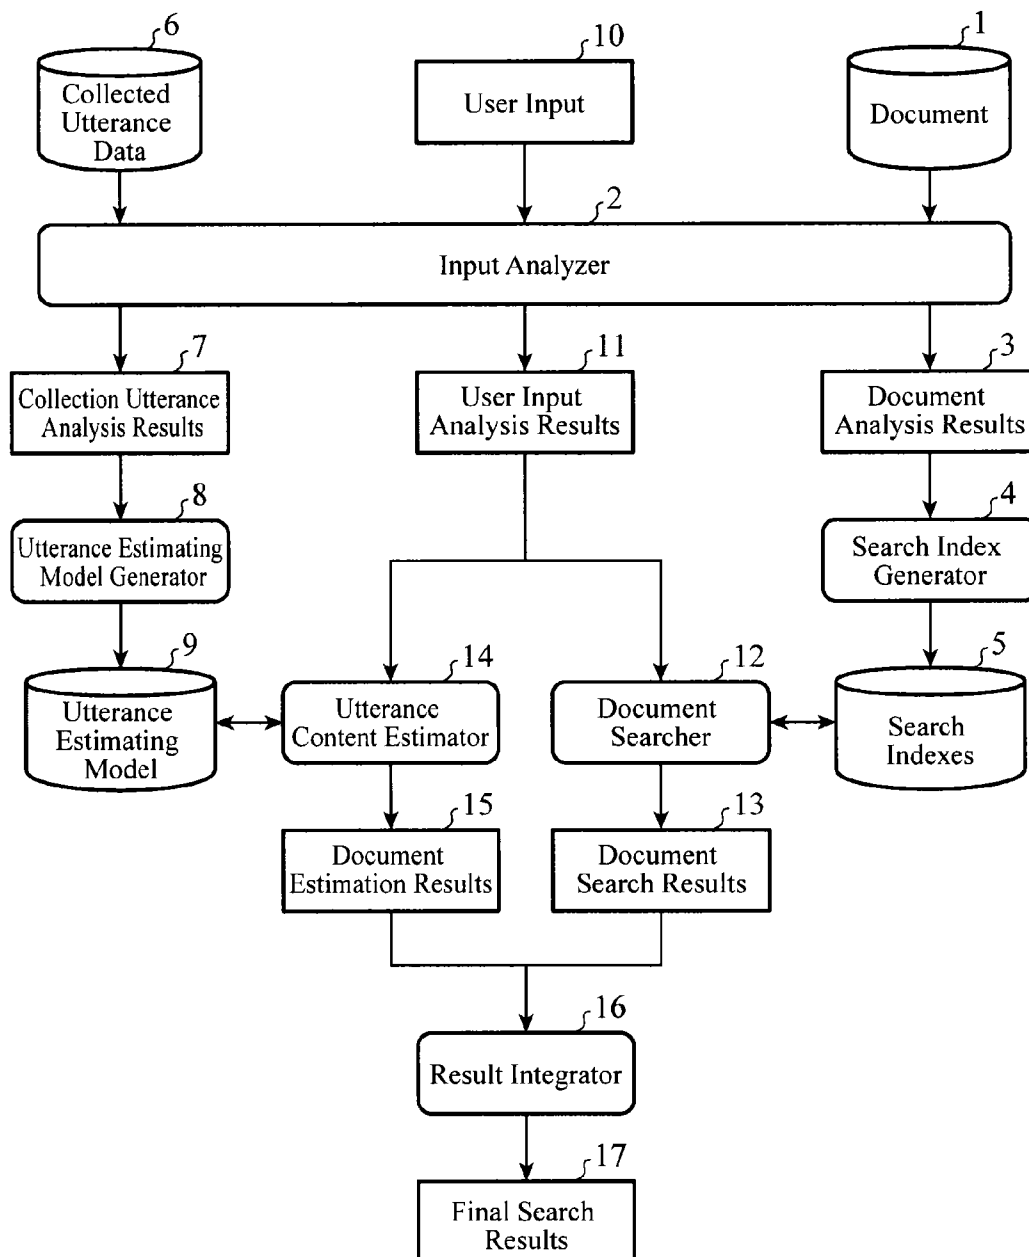 6
10
1
Collected
Utterance
Data
User Input
Document
2
Input Analyzer
7
11
3
Collection Utterance
Analysis Results
User Input
Analysis Results
Document
Analysis Results
8
4
Utterance Estimating
Model Generator
Search Index
Generator
9
14
12
5
Utterance
Estimating
Model
Utterance
Content Estimator
Document
Searcher
Search
Indexes
15
13
Document
Estimation Results
Document
Search Results
16
Result Integrator
17
Final Search
Results